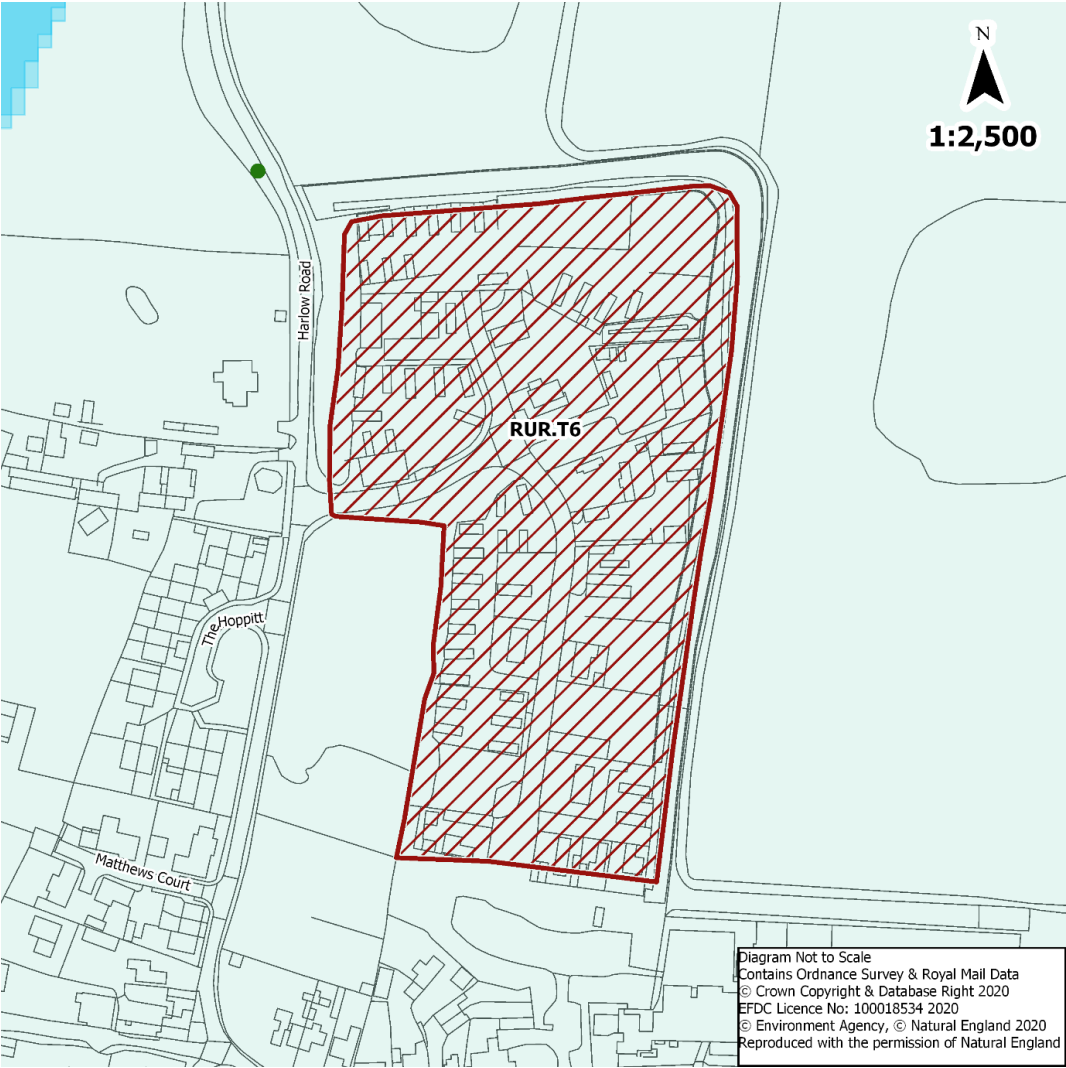 N
1:2,500
Harlow Road
RUR.T6
The Hoppitt
Matthews Court
Diagram Not to Scale
Contains Ordnance Survey & Royal Mail Data
© Crown Copyright & Database Right 2020
EFDC Licence No: 100018534 2020
© Environment Agency, © Natural England 2020
Reproduced with the permission of Natural England